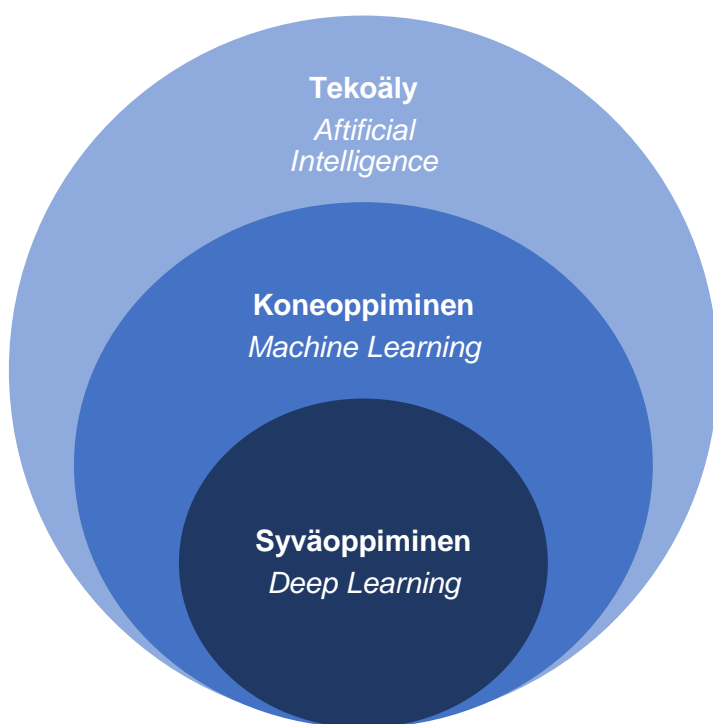 Tekoäly
Aftificial
Intelligence
Koneoppiminen
Machine Learning
Syväoppiminen
Deep Learning